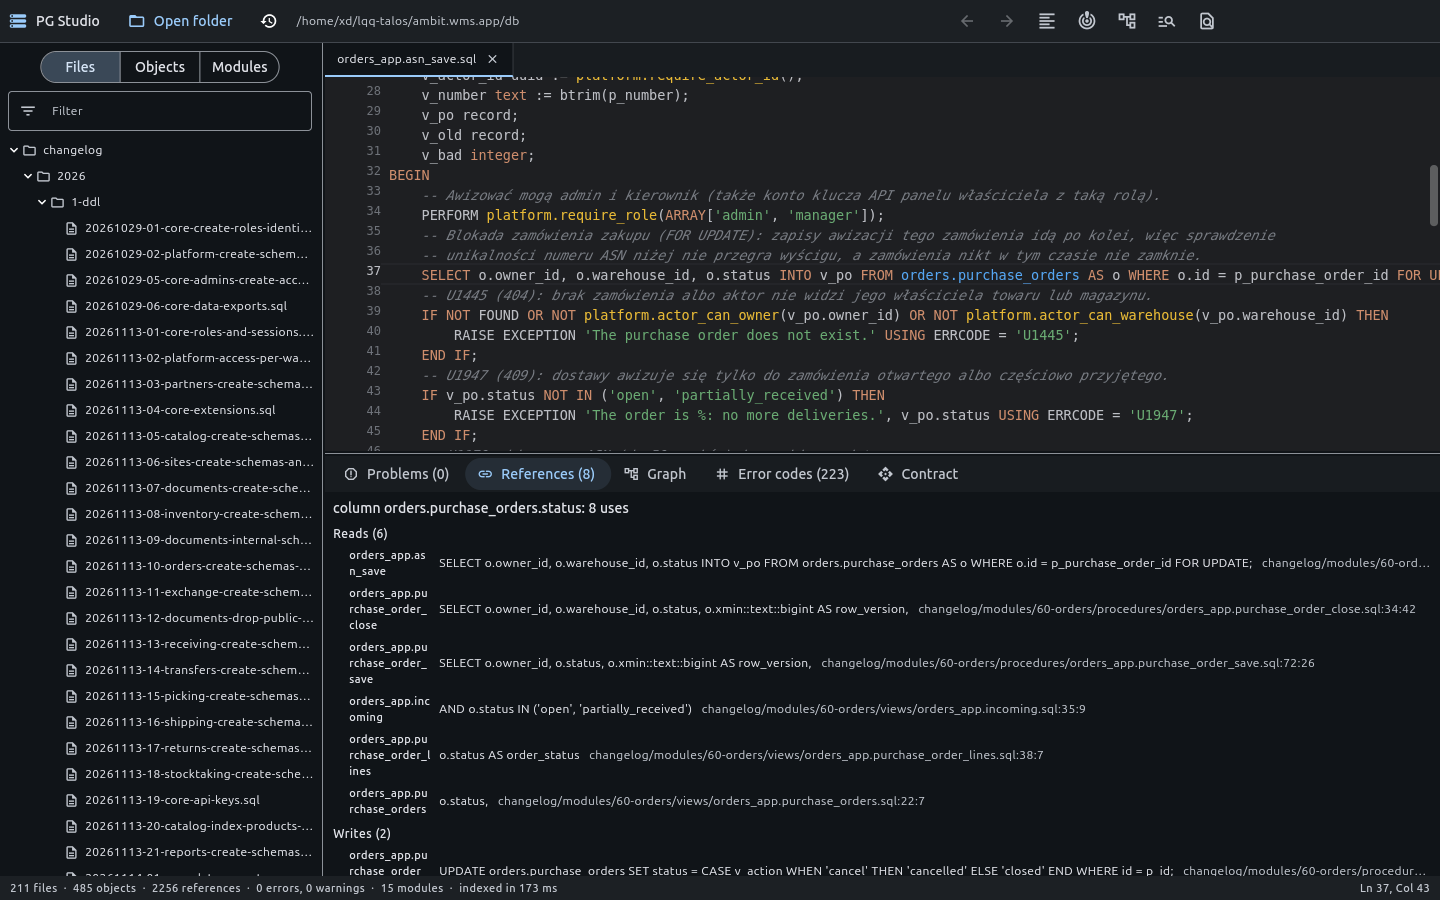 PG Studio
Open folder
/home/xd/lqq-talos/ambit.wms.app/db
Files
Objects
Modules
Filter
changelog
2026
1-ddl
20261029-01-core-create-roles-identi...
20261029-02-platform-create-schem...
20261029-05-core-admins-create-acc...
20261029-06-core-data-exports.sql
20261113-01-core-roles-and-sessions....
20261113-02-platform-access-per-wa...
20261113-03-partners-create-schema...
20261113-04-core-extensions.sql
20261113-05-catalog-create-schemas...
20261113-06-sites-create-schemas-an...
20261113-07-documents-create-sche...
20261113-08-inventory-create-schem...
20261113-09-documents-internal-sch...
20261113-10-orders-create-schemas-...
20261113-11-exchange-create-schem...
20261113-12-documents-drop-public-...
20261113-13-receiving-create-schem...
20261113-14-transfers-create-schem...
20261113-15-picking-create-schemas...
20261113-16-shipping-create-schema...
20261113-17-returns-create-schemas...
20261113-18-stocktaking-create-sche...
20261113-19-core-api-keys.sql
20261113-20-catalog-index-products-...
20261113-21-reports-create-schemas...
orders_app.asn_save.sql
v_actor_id uuid := platform.require_actor_id();
28 v_number text := btrim(p_number);
29 v_po record;
30 v_old record;
31 v_bad integer;
32 BEGIN
33 -- Awizować mogą admin i kierownik (także konto klucza API panelu właściciela z taką rolą).
34 PERFORM platform.require_role(ARRAY['admin', 'manager']);
35 -- Blokada zamówienia zakupu (FOR UPDATE): zapisy awizacji tego zamówienia idą po kolei, więc sprawdzenie
36 -- unikalności numeru ASN niżej nie przegra wyścigu, a zamówienia nikt w tym czasie nie zamknie.
37 SELECT o.owner_id, o.warehouse_id, o.status INTO v_po FROM orders.purchase_orders AS o WHERE o.id = p_purchase_order_id FOR U
38 -- U1445 (404): brak zamówienia albo aktor nie widzi jego właściciela towaru lub magazynu.
39 IF NOT FOUND OR NOT platform.actor_can_owner(v_po.owner_id) OR NOT platform.actor_can_warehouse(v_po.warehouse_id) THEN
40 RAISE EXCEPTION 'The purchase order does not exist.' USING ERRCODE = 'U1445';
41 END IF;
42 -- U1947 (409): dostawy awizuje się tylko do zamówienia otwartego albo częściowo przyjętego.
43 IF v_po.status NOT IN ('open', 'partially_received') THEN
44 RAISE EXCEPTION 'The order is %: no more deliveries.', v_po.status USING ERRCODE = 'U1947';
45 END IF;
46
Problems (0)
References (8)
Graph
Error codes (223)
Contract
column orders.purchase_orders.status: 8 uses
Reads (6)
orders_app.as
n_save
SELECT o.owner_id, o.warehouse_id, o.status INTO v_po FROM orders.purchase_orders AS o WHERE o.id = p_purchase_order_id FOR UPDATE; changelog/modules/60-ord...
orders_app.pu
rchase_order_
close
SELECT o.owner_id, o.warehouse_id, o.status, o.xmin::text::bigint AS row_version, changelog/modules/60-orders/procedures/orders_app.purchase_order_close.sql:34:42
orders_app.pu
rchase_order_
save
SELECT o.owner_id, o.status, o.xmin::text::bigint AS row_version, changelog/modules/60-orders/procedures/orders_app.purchase_order_save.sql:72:26
orders_app.inc
oming
AND o.status IN ('open', 'partially_received') changelog/modules/60-orders/views/orders_app.incoming.sql:35:9
orders_app.pu
rchase_order_l
ines
o.status AS order_status changelog/modules/60-orders/views/orders_app.purchase_order_lines.sql:38:7
orders_app.pu
rchase_orders
o.status, changelog/modules/60-orders/views/orders_app.purchase_orders.sql:22:7
Writes (2)
orders_app.pu
rchase_order_
UPDATE orders.purchase_orders SET status = CASE v_action WHEN 'cancel' THEN 'cancelled' ELSE 'closed' END WHERE id = p_id; changelog/modules/60-orders/procedur...
211 files · 485 objects · 2256 references · 0 errors, 0 warnings · 15 modules · indexed in 173 ms
Ln 37, Col 43